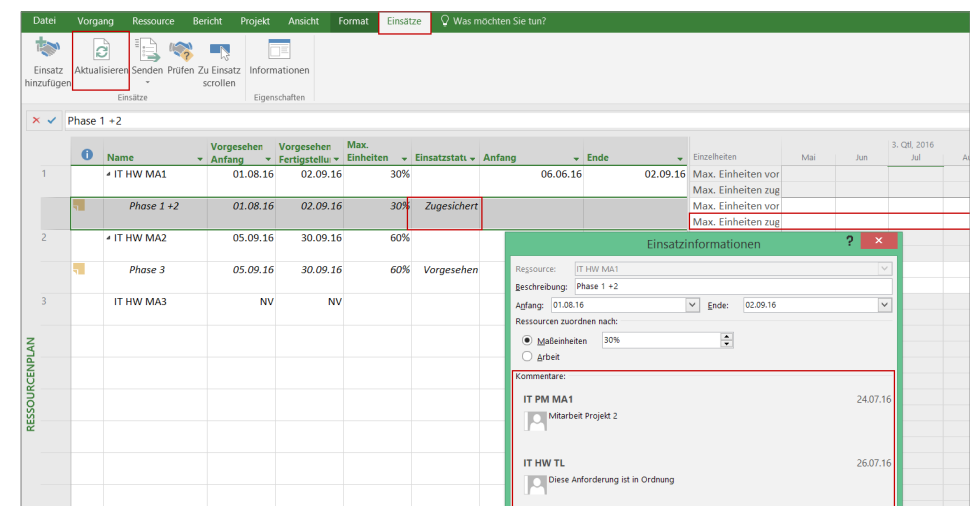 Datei Vorgang Ressource Bericht Projekt Ansicht Format Einsätze Was möchten Sie tun?
Einsatz hinzufügen Aktualisieren Senden Prüfen Zu Einsatz scrollen Informationen
Einsätze Eigenschaften
Phase 1 +2
Name Vorgesehen Anfang Vorgesehen Fertigstellu Max. Einheiten Einsatzstatu Anfang Ende Einzelheiten Mai Jun 3. Qtl, 2016 Jul
1 IT HW MA1 01.08.16 02.09.16 30% 06.06.16 02.09.16 Max. Einheiten vor
Max. Einheiten zug
Phase 1 +2 01.08.16 02.09.16 30% Zugesichert Max. Einheiten vor
Max. Einheiten zug
2 IT HW MA2 05.09.16 30.09.16 60%
Phase 3 05.09.16 30.09.16 60% Vorgesehen
3 IT HW MA3 NV NV
RESSOURCENPLAN
Einsatzinformationen ? ×
Ressource: IT HW MA1
Beschreibung: Phase 1 +2
Anfang: 01.08.16 Ende: 02.09.16
Ressourcen zuordnen nach:
Maßeinheiten 30%
Arbeit
Kommentare:
IT PM MA1 24.07.16
Mitarbeit Projekt 2
IT HW TL 26.07.16
Diese Anforderung ist in Ordnung